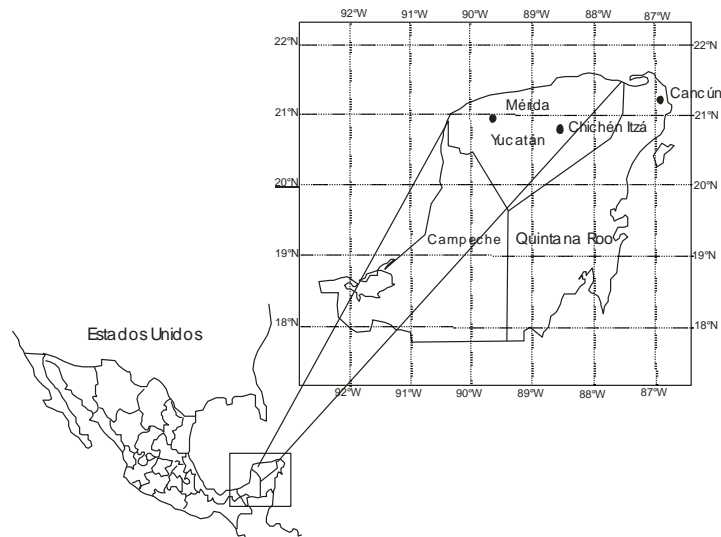 92°W 91°W 90°W 89°W 88°W 87°W
22°N 22°N
Cancún
Mérida
21°N 21°N
Chichén Itzá
Yucatán
20°N 20°N
Campeche Quintana Roo
19°N 19°N
18°N 18°N
Estados Unidos
92°W 91°W 90°W 89°W 88°W 87°W